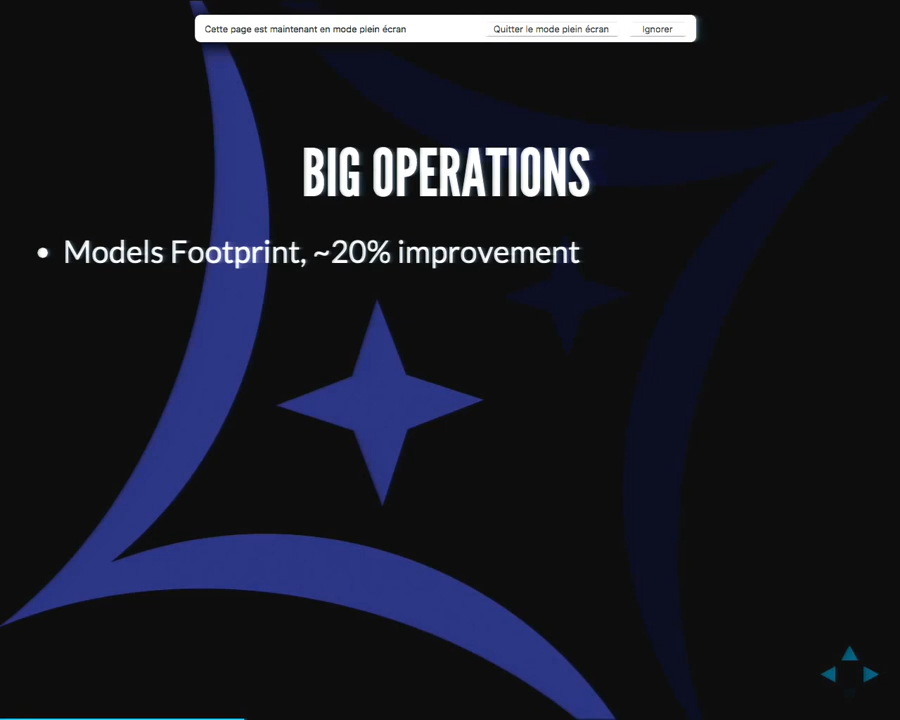 Cette page est maintenant en mode plein écran
Quitter le mode plein écran
Ignorer
BIG OPERATIONS
• Models Footprint, ~20% improvement